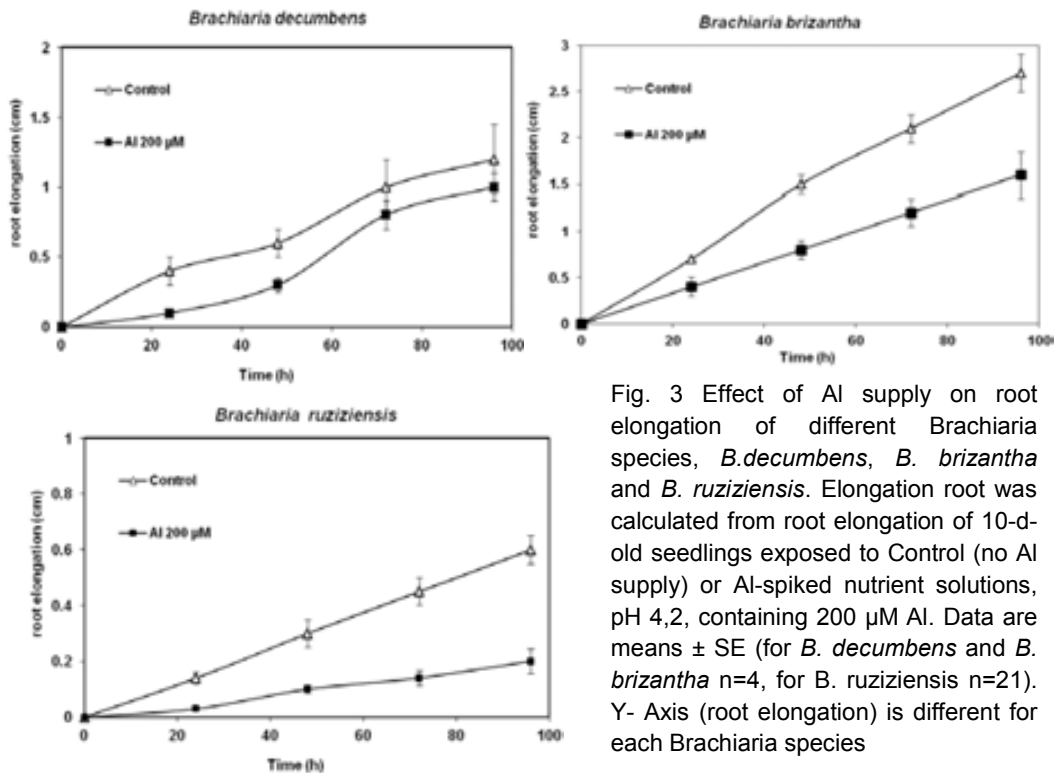 Brachiaria decumbens
2
1.5
1
0.5
0
root elongation (cm)
Control
Al 200 µM
0 20 40 60 80 100
Time (h)
Brachiaria brizantha
3
2.5
2
1.5
1
0.5
0
root elongation (cm)
Control
Al 200 µM
0 20 40 60 80 100
Time (h)
Brachiaria ruziziensis
1
0.8
0.6
0.4
0.2
0
root elongation (cm)
Control
Al 200 µM
0 20 40 60 80 100
Time (h)
Fig. 3 Effect of Al supply on root
elongation of different Brachiaria
species, B.decumbens, B. brizantha
and B. ruziziensis. Elongation root was
calculated from root elongation of 10-d-
old seedlings exposed to Control (no Al
supply) or Al-spiked nutrient solutions,
pH 4,2, containing 200 µM Al. Data are
means ± SE (for B. decumbens and B.
brizantha n=4, for B. ruziziensis n=21).
Y- Axis (root elongation) is different for
each Brachiaria species